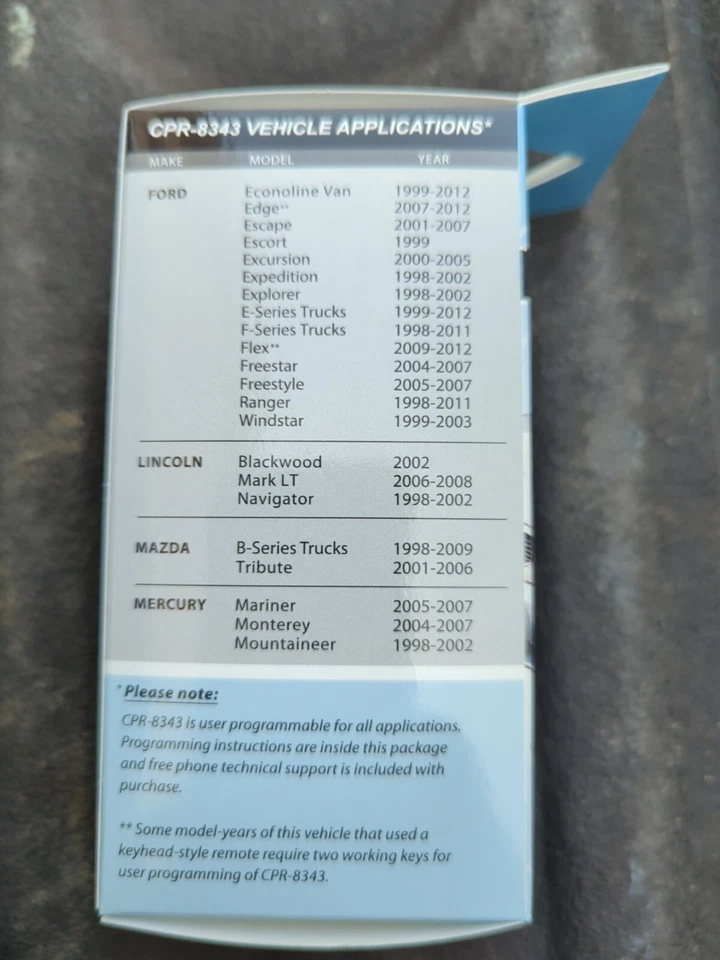 CPR-8343 VEHICLE APPLICATIONS*
MAKE MODEL YEAR
FORD Econoline Van 1999-2012
Edge** 2007-2012
Escape 2001-2007
Escort 1999
Excursion 2000-2005
Expedition 1998-2002
Explorer 1998-2002
E-Series Trucks 1999-2012
F-Series Trucks 1998-2011
Flex** 2009-2012
Freestar 2004-2007
Freestyle 2005-2007
Ranger 1998-2011
Windstar 1999-2003
LINCOLN Blackwood 2002
Mark LT 2006-2008
Navigator 1998-2002
MAZDA B-Series Trucks 1998-2009
Tribute 2001-2006
MERCURY Mariner 2005-2007
Monterey 2004-2007
Mountaineer 1998-2002
* Please note:
CPR-8343 is user programmable for all applications.
Programming instructions are inside this package
and free phone technical support is included with
purchase.
** Some model-years of this vehicle that used a
keyhead-style remote require two working keys for
user programming of CPR-8343.